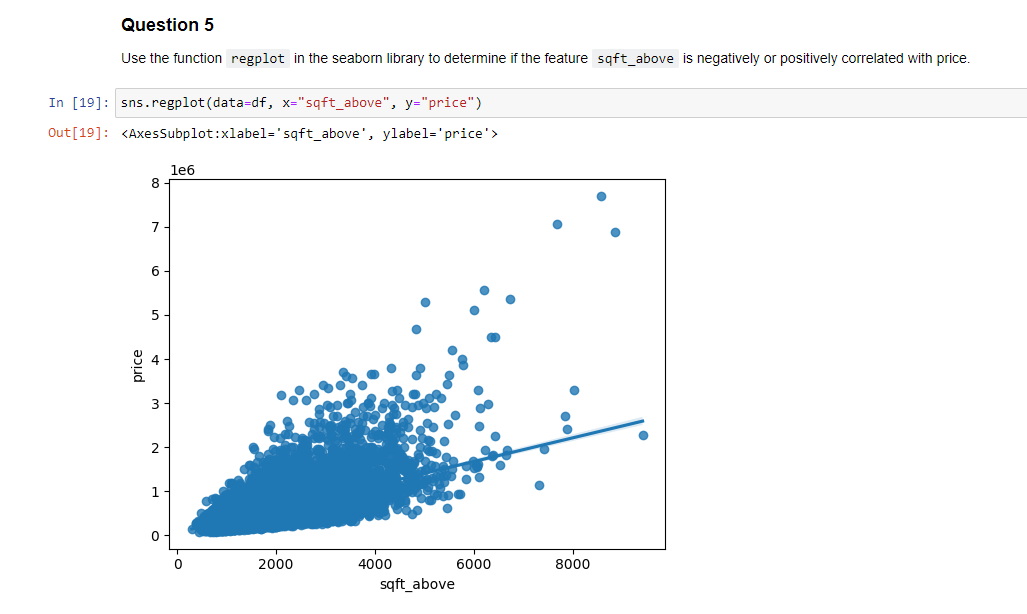 Question 5
Use the function regplot in the seaborn library to determine if the feature sqft_above is negatively or positively correlated with price.
In [19]: sns.regplot(data=df, x="sqft_above", y="price")
Out[19]: <AxesSubplot:xlabel='sqft_above', ylabel='price'>
1e6
8
7
6
5
4
3
2
1
0
price
0 2000 4000 6000 8000
sqft_above